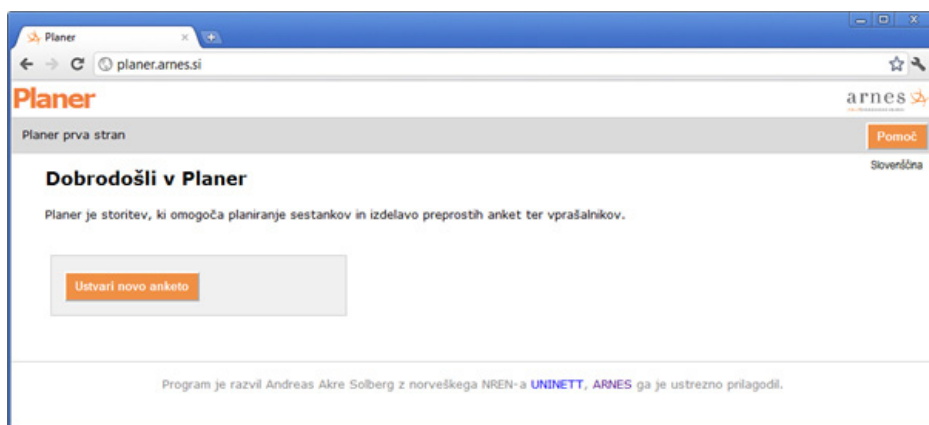 Planer
planer.arnes.si
Planer
arnes
Planer prva stran
Pomoč
Slovenščina
Dobrodošli v Planer
Planer je storitev, ki omogoča planiranje sestankov in izdelavo preprostih anket ter vprašalnikov.
Ustvari novo anketo
Program je razvil Andreas Akre Solberg z norveškega NREN-a UNINETT, ARNES ga je ustrezno prilagodil.